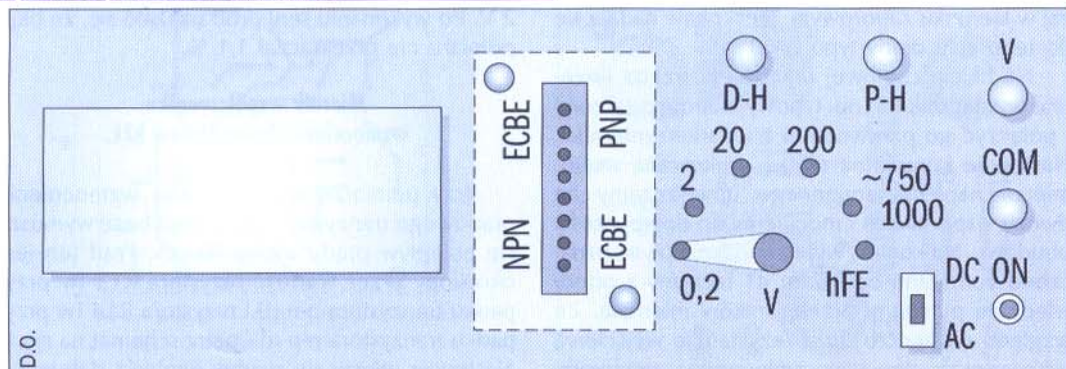 D-H
P-H
V
20
200
2
~750
1000
COM
0,2
V
hFE
DC
AC
ON
NPN
ECBE
ECBE
PNP
D.O.